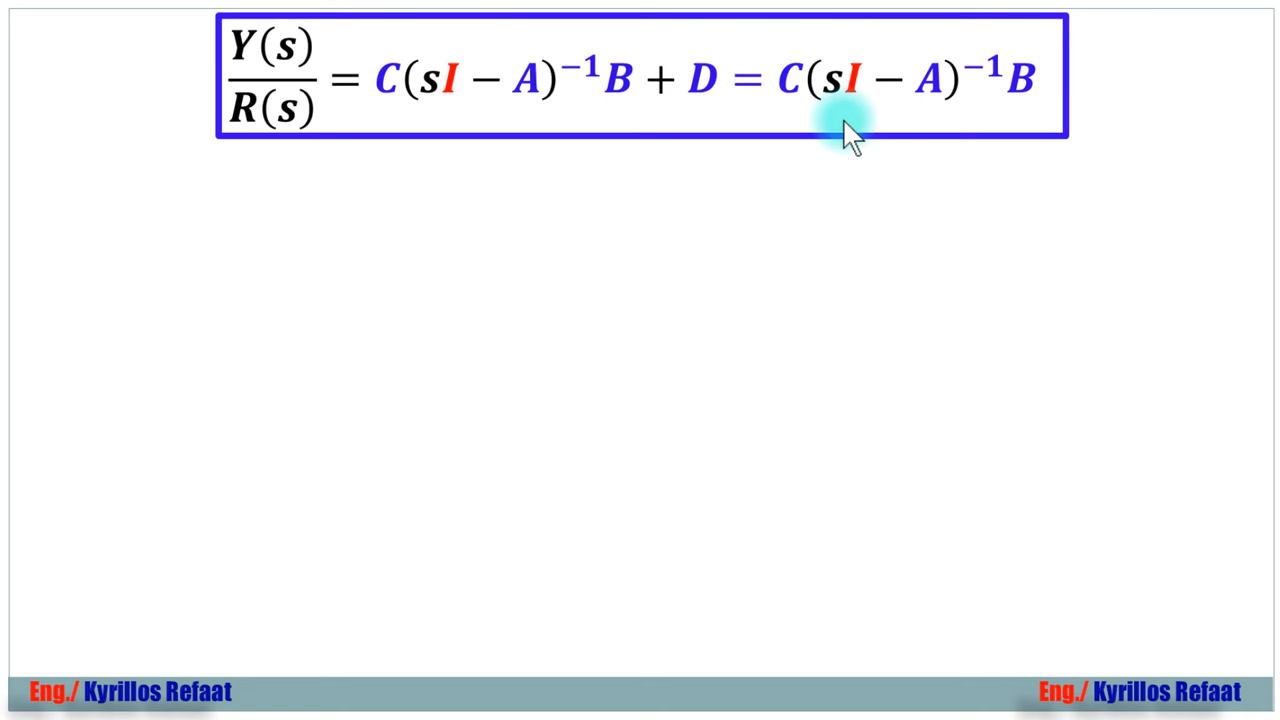 Y(s)/R(s) = C(sI − A)⁻¹B + D = C(sI − A)⁻¹B
Eng./ Kyrillos Refaat
Eng./ Kyrillos Refaat